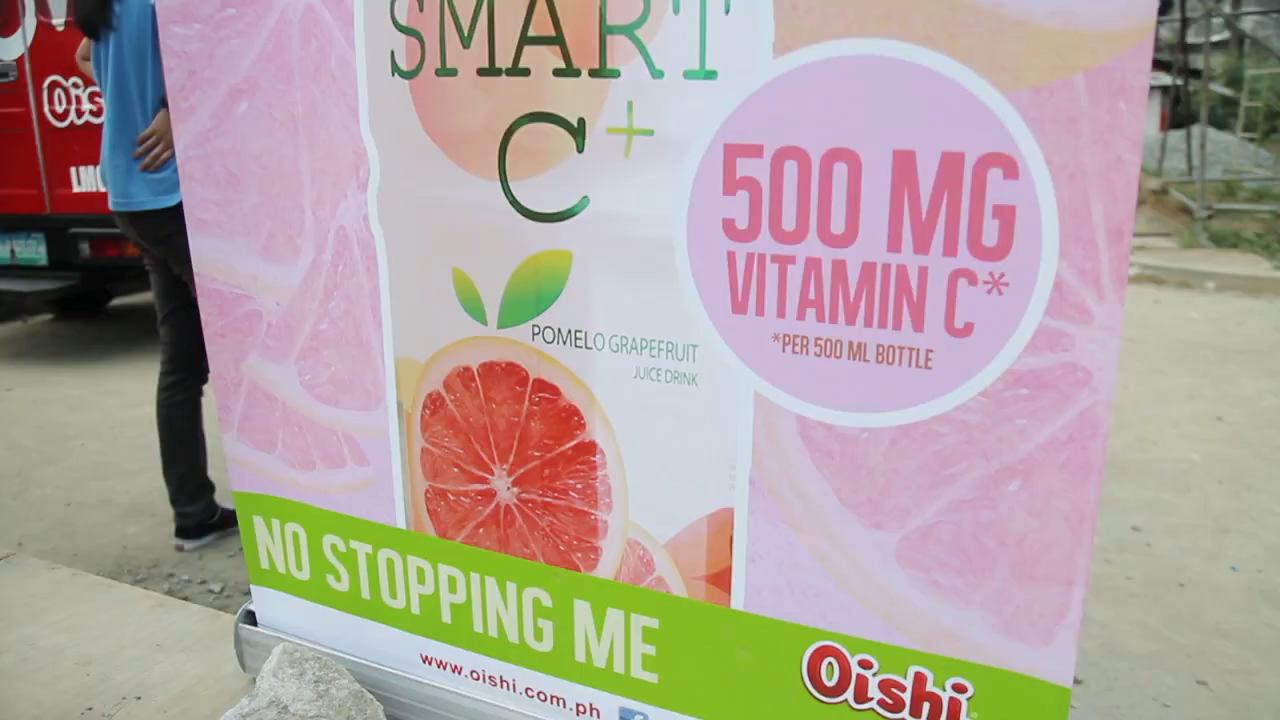 SMART
C+
500 MG
VITAMIN C*
*PER 500 ML BOTTLE
POMELO GRAPEFRUIT
JUICE DRINK
NO STOPPING ME
www.oishi.com.ph
Oishi